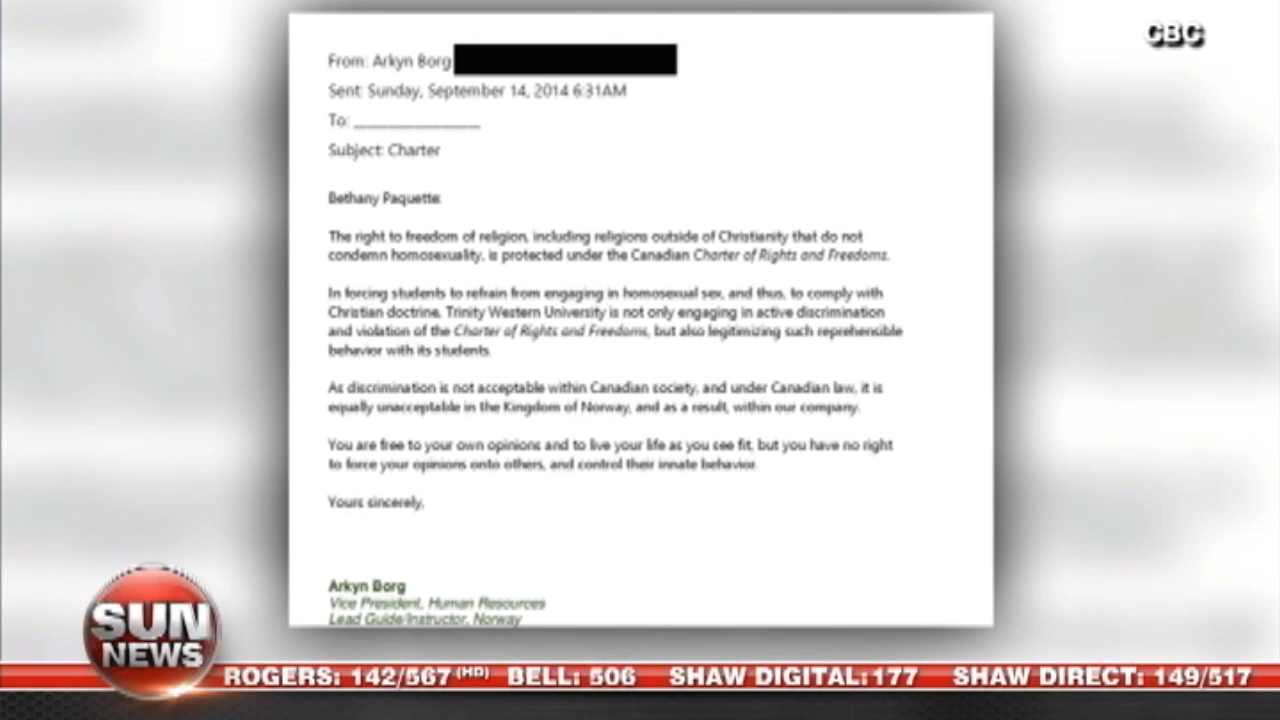 CBC
From: Arkyn Borg
Sent: Sunday, September 14, 2014 6:31AM
To: _________________
Subject: Charter
Bethany Paquette:
The right to freedom of religion, including religions outside of Christianity that do not
condemn homosexuality, is protected under the Canadian Charter of Rights and Freedoms.
In forcing students to refrain from engaging in homosexual sex, and thus, to comply with
Christian doctrine, Trinity Western University is not only engaging in active discrimination
and violation of the Charter of Rights and Freedoms, but also legitimizing such reprehensible
behavior with its students.
As discrimination is not acceptable within Canadian society, and under Canadian law, it is
equally unacceptable in the Kingdom of Norway, and as a result, within our company.
You are free to your own opinions and to live your life as you see fit, but you have no right
to force your opinions onto others, and control their innate behavior.
Yours sincerely,
Arkyn Borg
Vice President, Human Resources
Lead Guide/Instructor, Norway
SUN
NEWS
ROGERS: 142/567 (HD) BELL: 506 SHAW DIGITAL: 177 SHAW DIRECT: 149/517